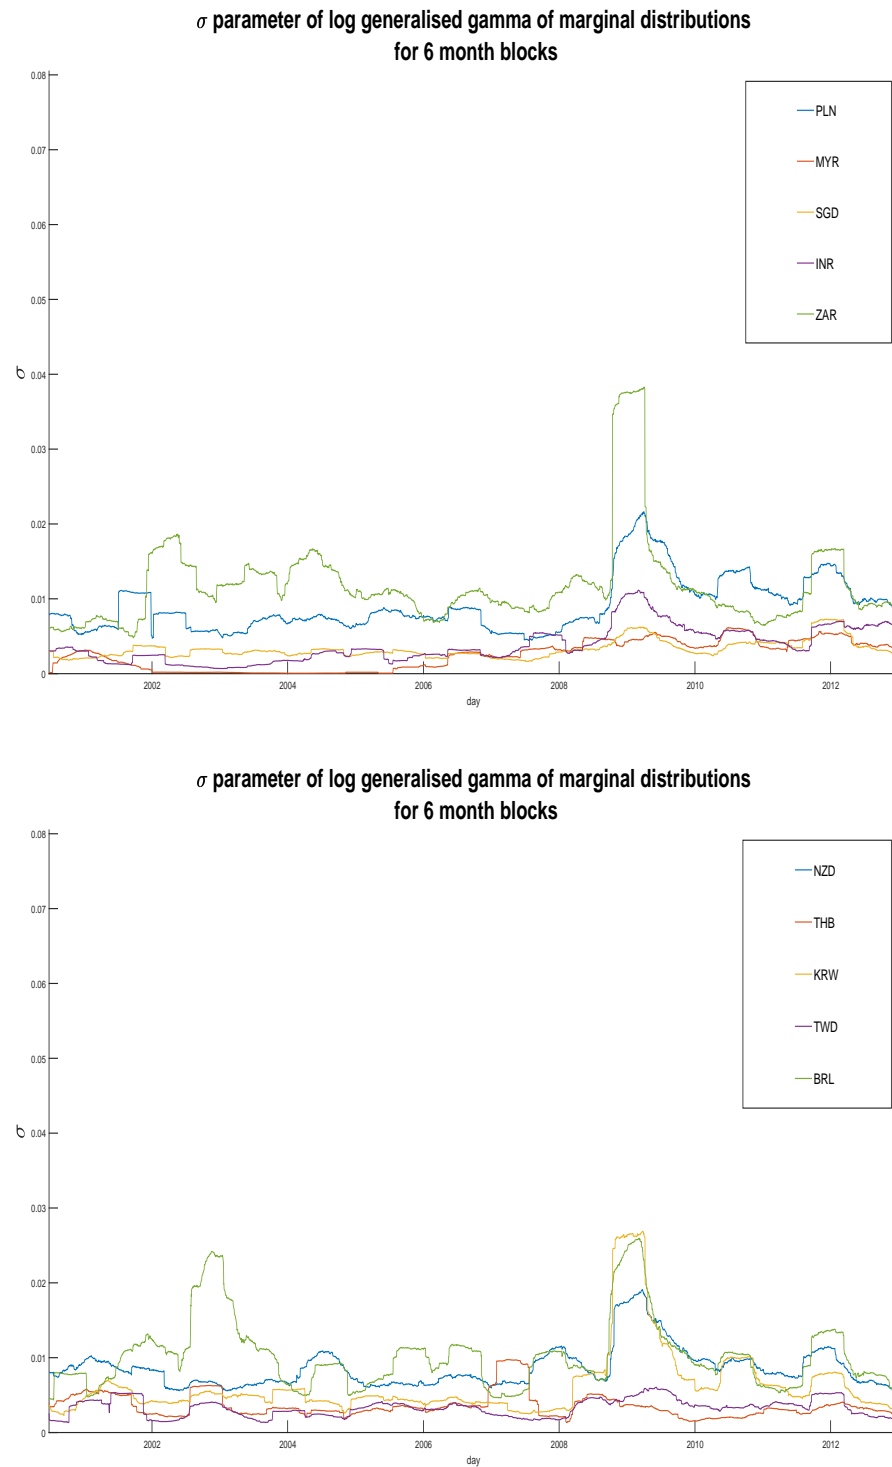 σ parameter of log generalised gamma of marginal distributions
for 6 month blocks
0.08
0.07
0.06
0.05
0.04
0.03
0.02
0.01
0
σ
PLN
MYR
SGD
INR
ZAR
2002 2004 2006 2008 2010 2012
day
σ parameter of log generalised gamma of marginal distributions
for 6 month blocks
0.08
0.07
0.06
0.05
0.04
0.03
0.02
0.01
0
σ
NZD
THB
KRW
TWD
BRL
2002 2004 2006 2008 2010 2012
day